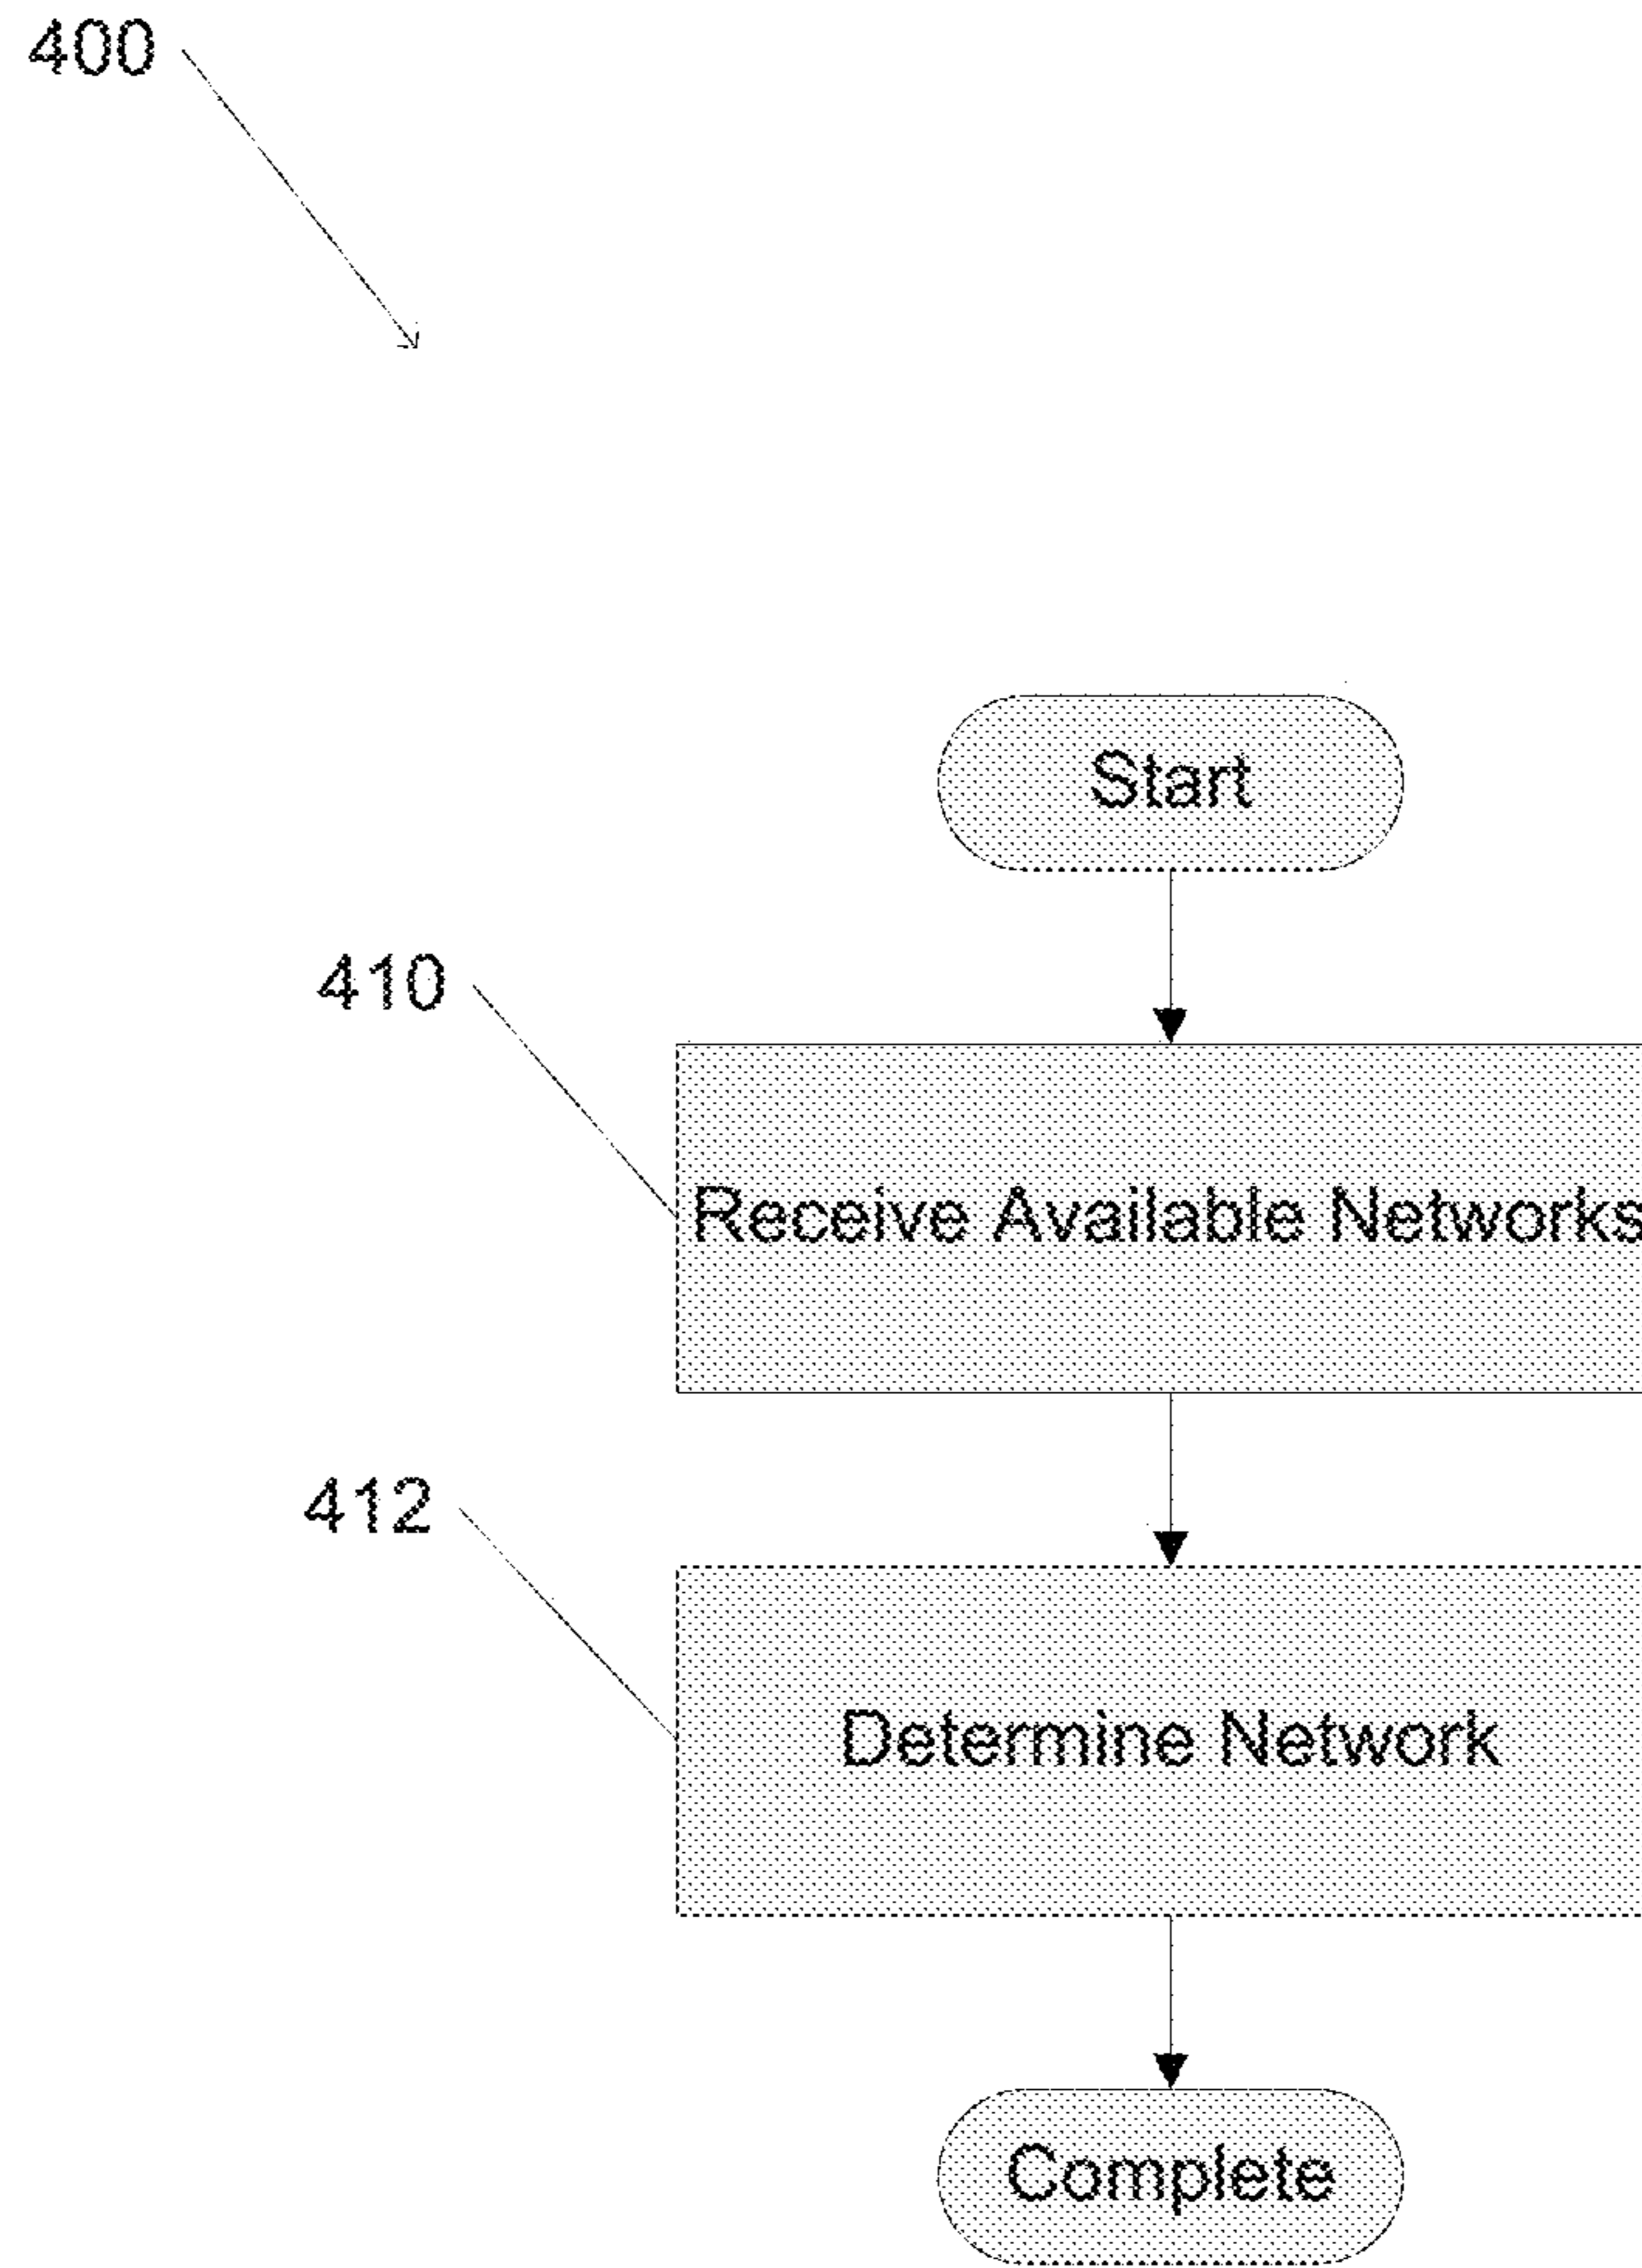 400
Start
410
Receive Available Networks
412
Determine Network
Complete